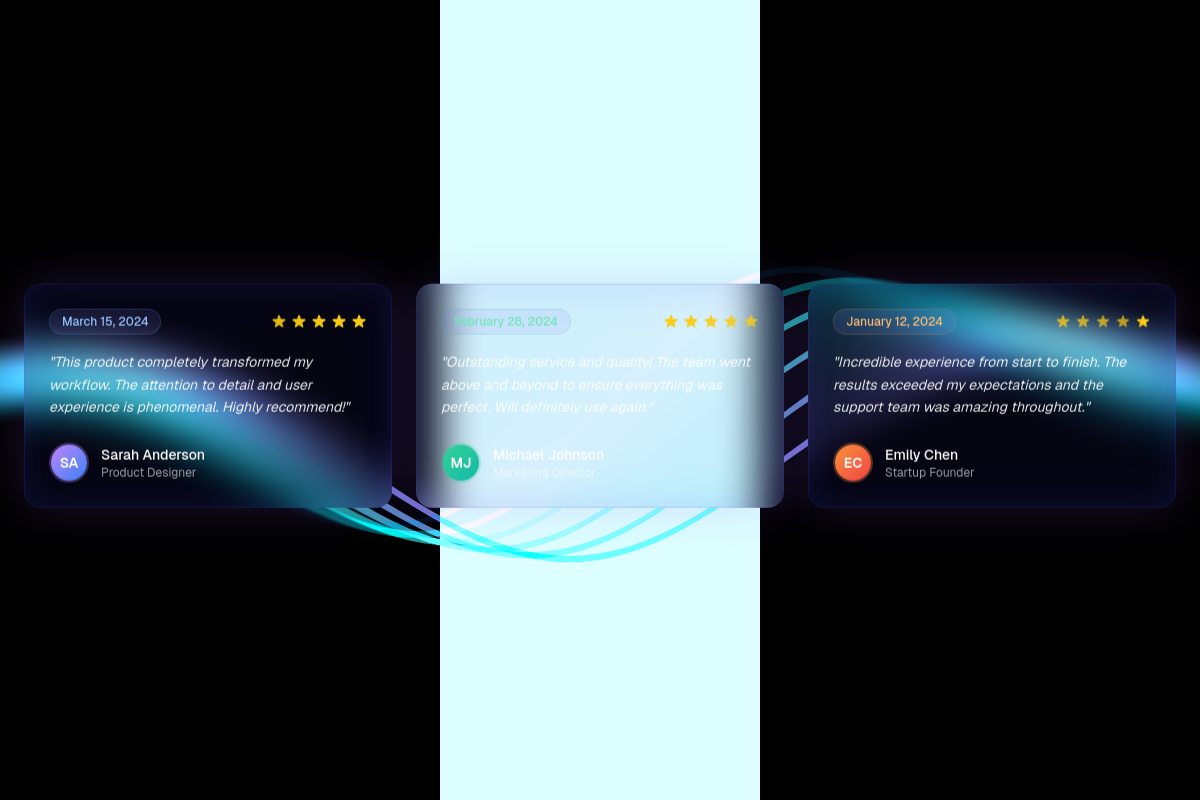 March 15, 2024
"This product completely transformed my
workflow. The attention to detail and user
experience is phenomenal. Highly recommend!"
SA
Sarah Anderson
Product Designer
February 28, 2024
"Outstanding service and quality! The team went
above and beyond to ensure everything was
perfect. Will definitely use again."
MJ
Michael Johnson
Marketing Director
January 12, 2024
"Incredible experience from start to finish. The
results exceeded my expectations and the
support team was amazing throughout."
EC
Emily Chen
Startup Founder